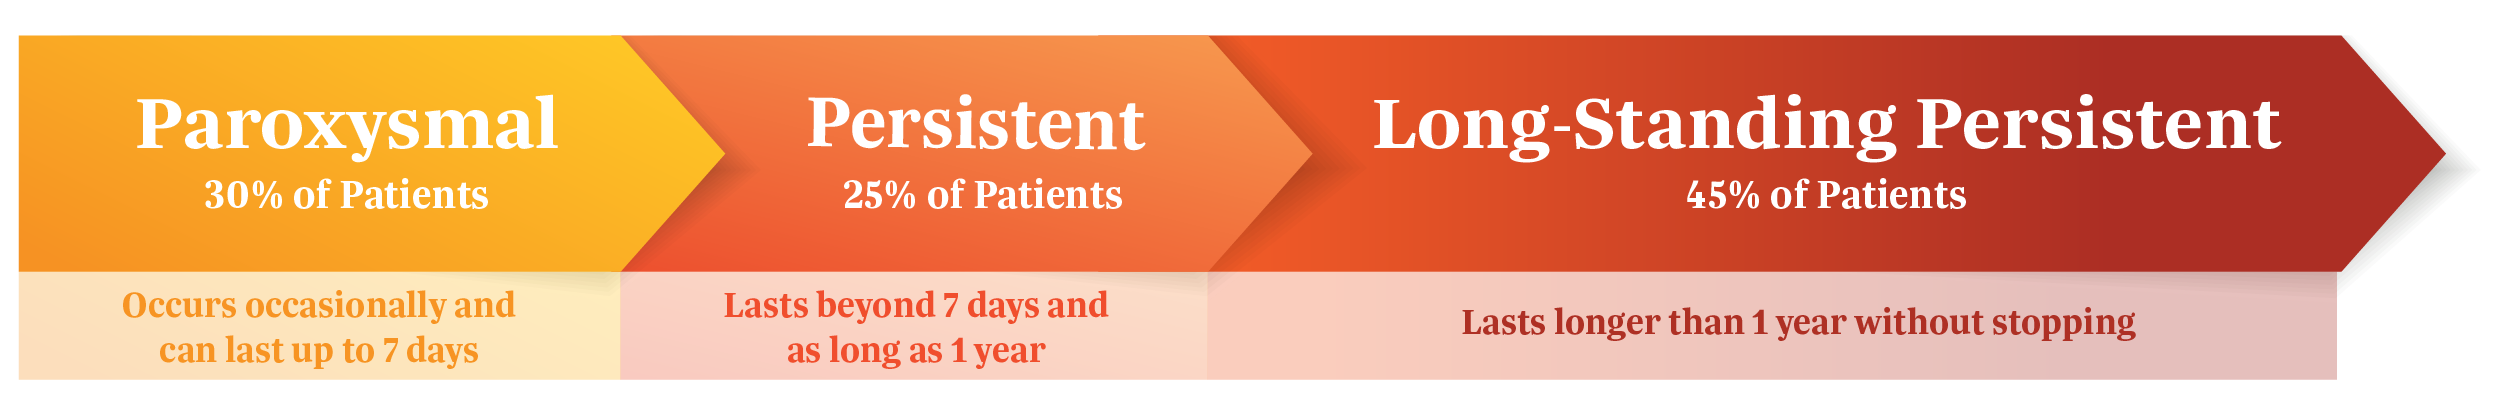 Paroxysmal
30% of Patients
Occurs occasionally and
can last up to 7 days
Persistent
25% of Patients
Lasts beyond 7 days and
as long as 1 year
Long-Standing Persistent
45% of Patients
Lasts longer than 1 year without stopping